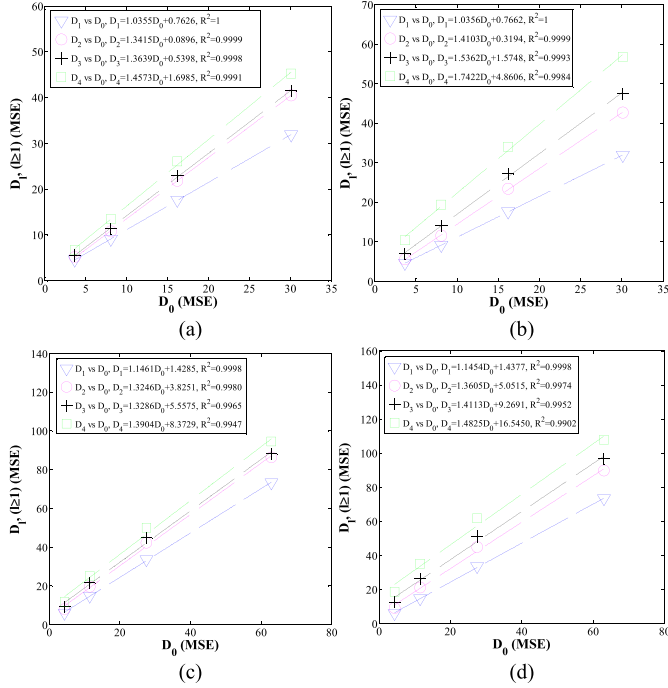 D1 vs D0, D1=1.0355D0+0.7626, R2=1
D2 vs D0, D2=1.3415D0+0.0896, R2=0.9999
D3 vs D0, D3=1.3639D0+0.5398, R2=0.9998
D4 vs D0, D4=1.4573D0+1.6985, R2=0.9991
60
50
40
30
20
10
0
Dl, (l≥1) (MSE)
0 5 10 15 20 25 30 35
D0 (MSE)
(a)
D1 vs D0, D1=1.0356D0+0.7662, R2=1
D2 vs D0, D2=1.4103D0+0.3194, R2=0.9999
D3 vs D0, D3=1.5362D0+1.5748, R2=0.9993
D4 vs D0, D4=1.7422D0+4.8606, R2=0.9984
70
60
50
40
30
20
10
0
Dl, (l≥1) (MSE)
0 5 10 15 20 25 30 35
D0 (MSE)
(b)
D1 vs D0, D1=1.1461D0+1.4285, R2=0.9998
D2 vs D0, D2=1.3246D0+3.8251, R2=0.9980
D3 vs D0, D3=1.3286D0+5.5575, R2=0.9965
D4 vs D0, D4=1.3904D0+8.3729, R2=0.9947
140
120
100
80
60
40
20
0
Dl, (l≥1) (MSE)
0 20 40 60 80
D0 (MSE)
(c)
D1 vs D0, D1=1.1454D0+1.4377, R2=0.9998
D2 vs D0, D2=1.3605D0+5.0515, R2=0.9974
D3 vs D0, D3=1.4113D0+9.2691, R2=0.9952
D4 vs D0, D4=1.4825D0+16.5450, R2=0.9902
160
140
120
100
80
60
40
20
0
Dl, (l≥1) (MSE)
0 20 40 60 80
D0 (MSE)
(d)